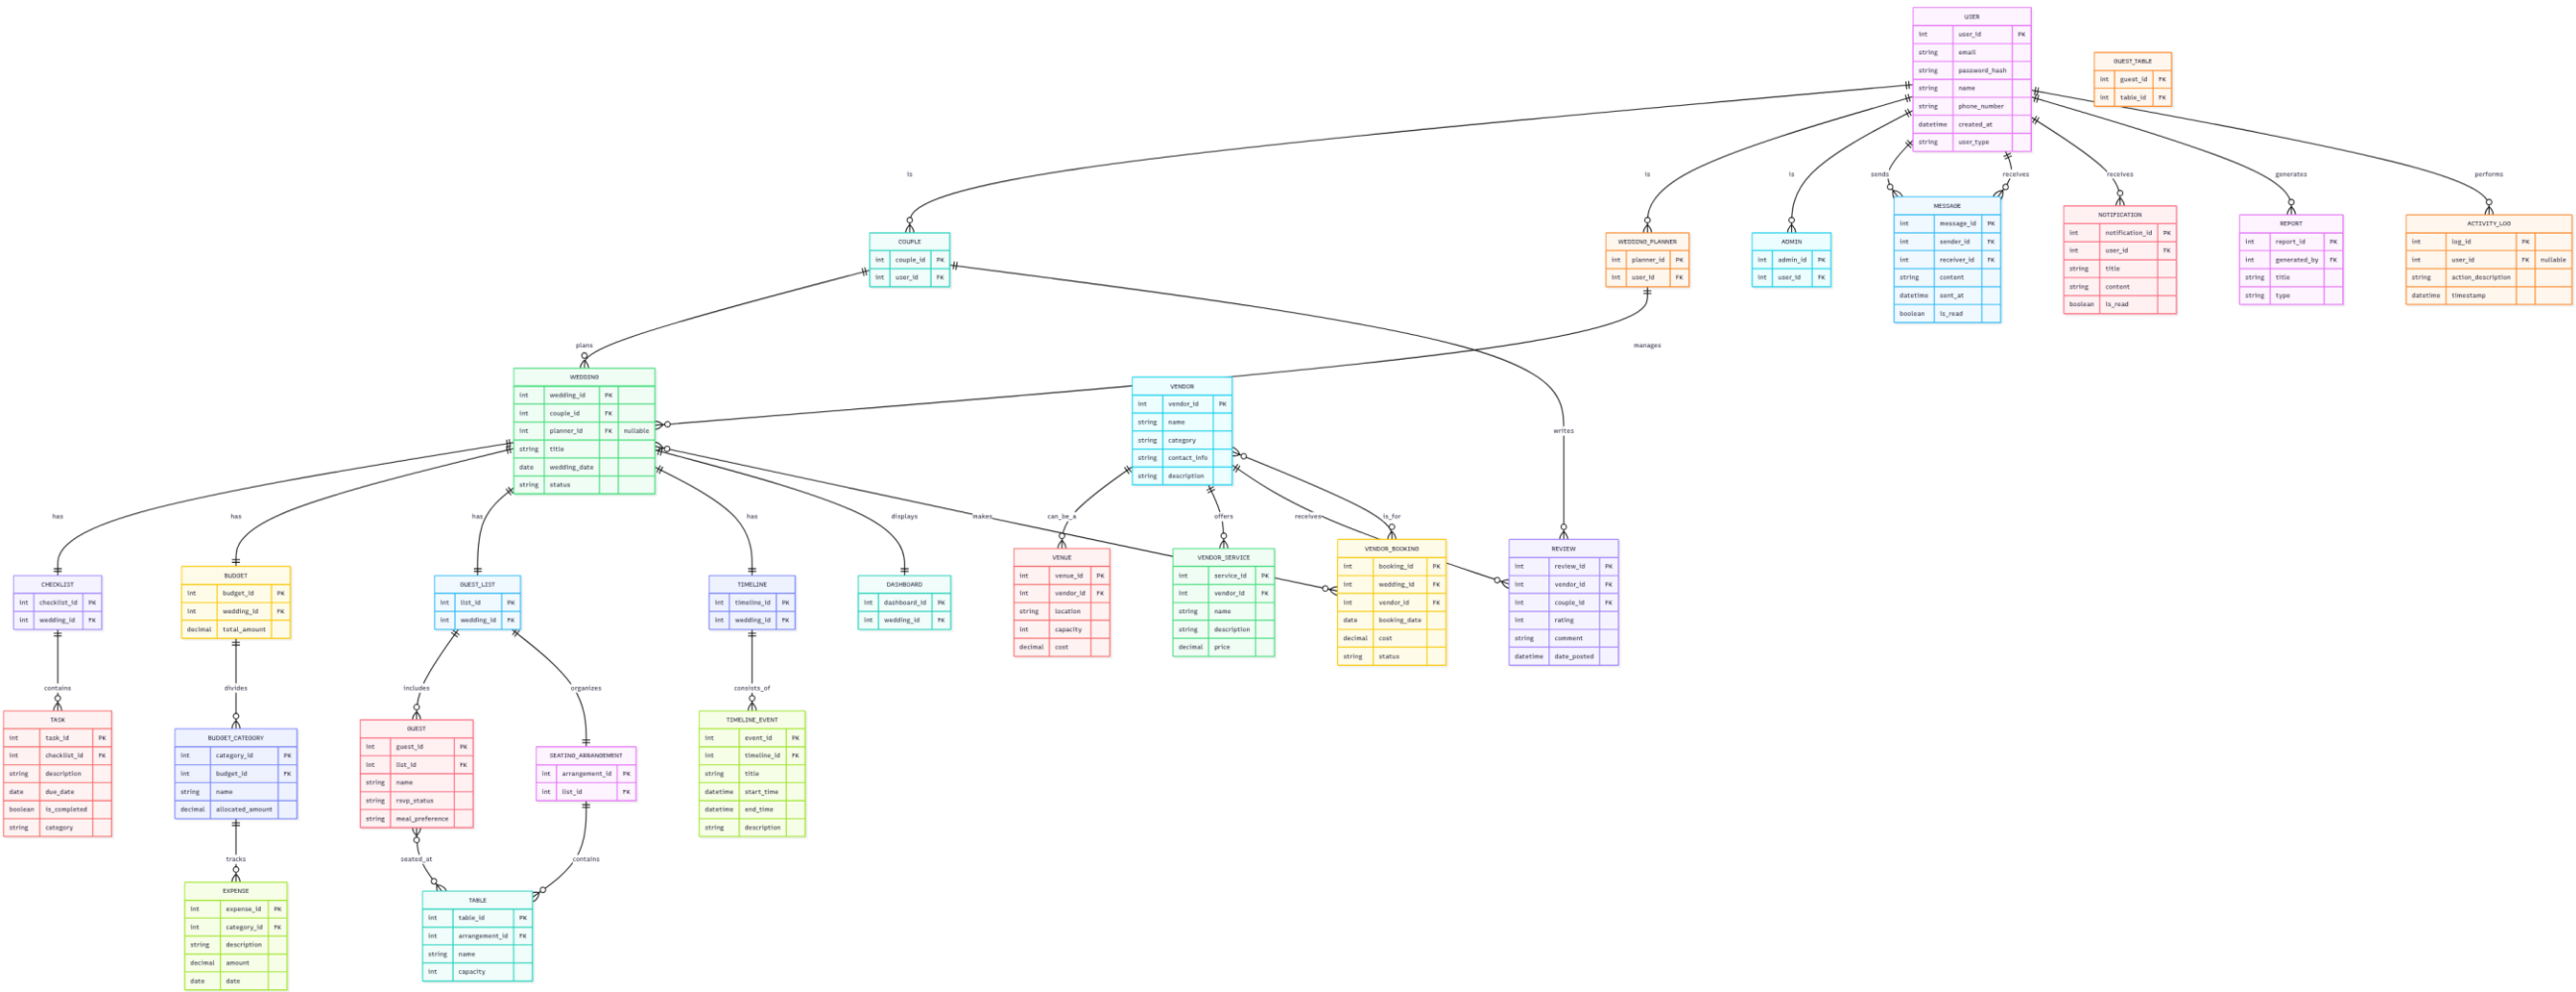 USER
int user_id PK
string email
string password_hash
string name
string phone_number
datetime created_at
string user_type
GUEST_TABLE
int guest_id FK
int table_id FK
is
is
is
sends
receives
receives
generates
performs
COUPLE
int couple_id PK
int user_id FK
WEDDING_PLANNER
int planner_id PK
int user_id FK
ADMIN
int admin_id PK
int user_id FK
MESSAGE
int message_id PK
int sender_id FK
int receiver_id FK
string content
datetime sent_at
boolean is_read
NOTIFICATION
int notification_id PK
int user_id FK
string title
string content
boolean is_read
REPORT
int report_id PK
int generated_by FK
string title
string type
ACTIVITY_LOG
int log_id PK
int user_id FK nullable
string action_description
datetime timestamp
plans
manages
writes
WEDDING
int wedding_id PK
int couple_id FK
int planner_id FK nullable
string title
date wedding_date
string status
VENDOR
int vendor_id PK
string name
string category
string contact_info
string description
has
has
has
has
displays
makes
can_be_a
offers
receives
is_for
CHECKLIST
int checklist_id PK
int wedding_id FK
BUDGET
int budget_id PK
int wedding_id FK
decimal total_amount
GUEST_LIST
int list_id PK
int wedding_id FK
TIMELINE
int timeline_id PK
int wedding_id FK
DASHBOARD
int dashboard_id PK
int wedding_id FK
VENUE
int venue_id PK
int vendor_id FK
string location
int capacity
decimal cost
VENDOR_SERVICE
int service_id PK
int vendor_id FK
string name
string description
decimal price
VENDOR_BOOKING
int booking_id PK
int wedding_id FK
int vendor_id FK
date booking_date
decimal cost
string status
REVIEW
int review_id PK
int vendor_id FK
int couple_id FK
int rating
string comment
datetime date_posted
contains
divides
includes
organizes
consists_of
TASK
int task_id PK
int checklist_id FK
string description
date due_date
boolean is_completed
string category
BUDGET_CATEGORY
int category_id PK
int budget_id FK
string name
decimal allocated_amount
GUEST
int guest_id PK
int list_id FK
string name
string rsvp_status
string meal_preference
SEATING_ARRANGEMENT
int arrangement_id PK
int list_id FK
TIMELINE_EVENT
int event_id PK
int timeline_id FK
string title
datetime start_time
datetime end_time
string description
tracks
seated_at
contains
EXPENSE
int expense_id PK
int category_id FK
string description
decimal amount
date date
TABLE
int table_id PK
int arrangement_id FK
string name
int capacity